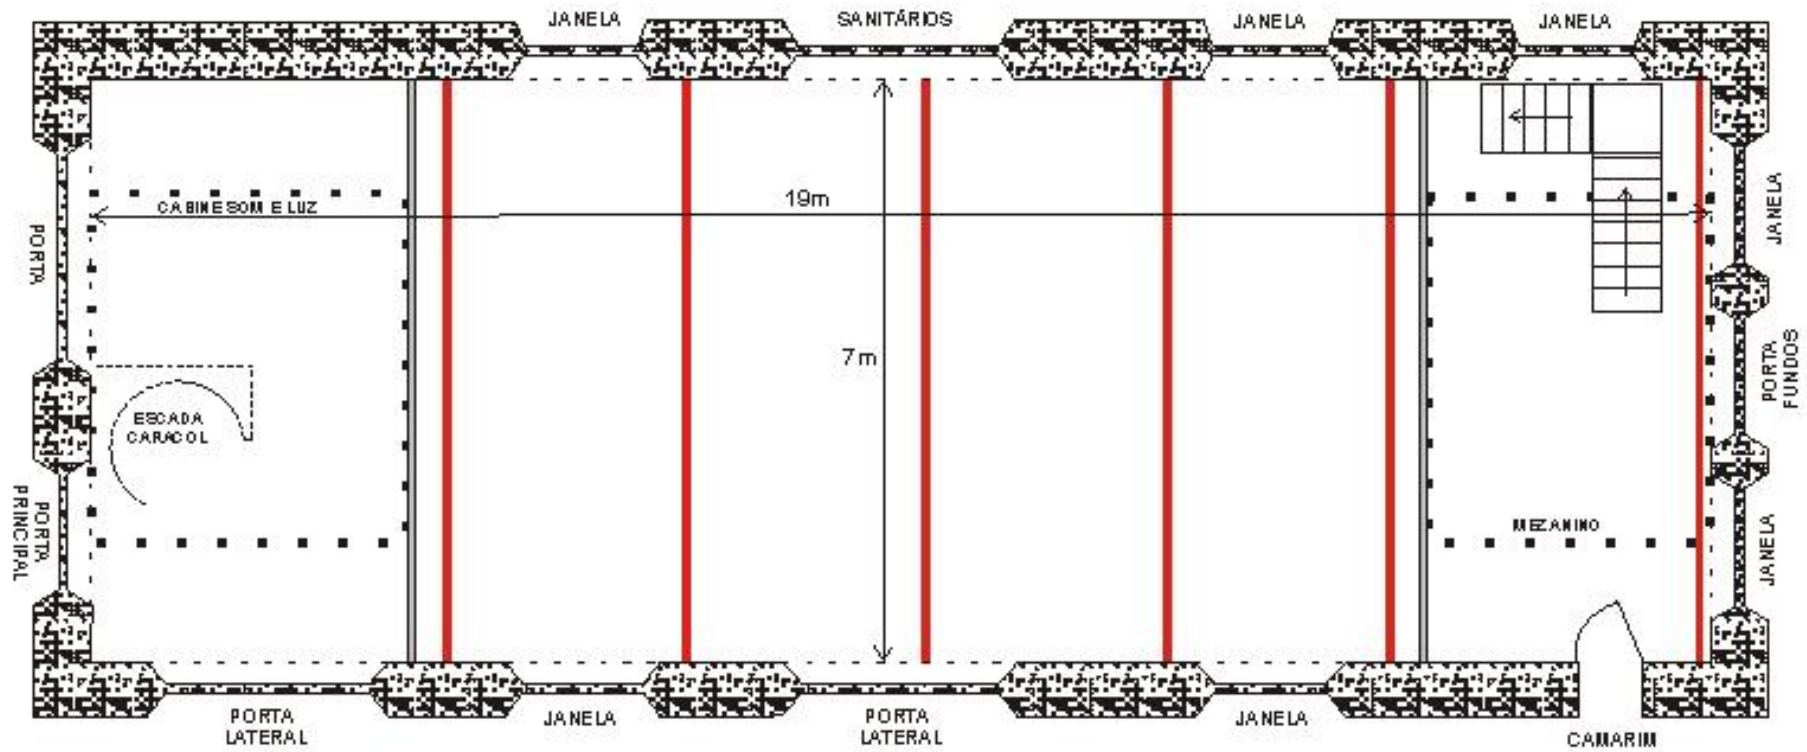 JANELA
SANITÁRIOS
JANELA
JANELA
CABINE SOM E LUZ
19m
PORTA
JANELA
7m
PORTA
FUNDOS
ESCADA
CARACOL
PORTA
PRINCIPAL
MEZANINO
JANELA
PORTA
LATERAL
JANELA
PORTA
LATERAL
JANELA
CAMARIM